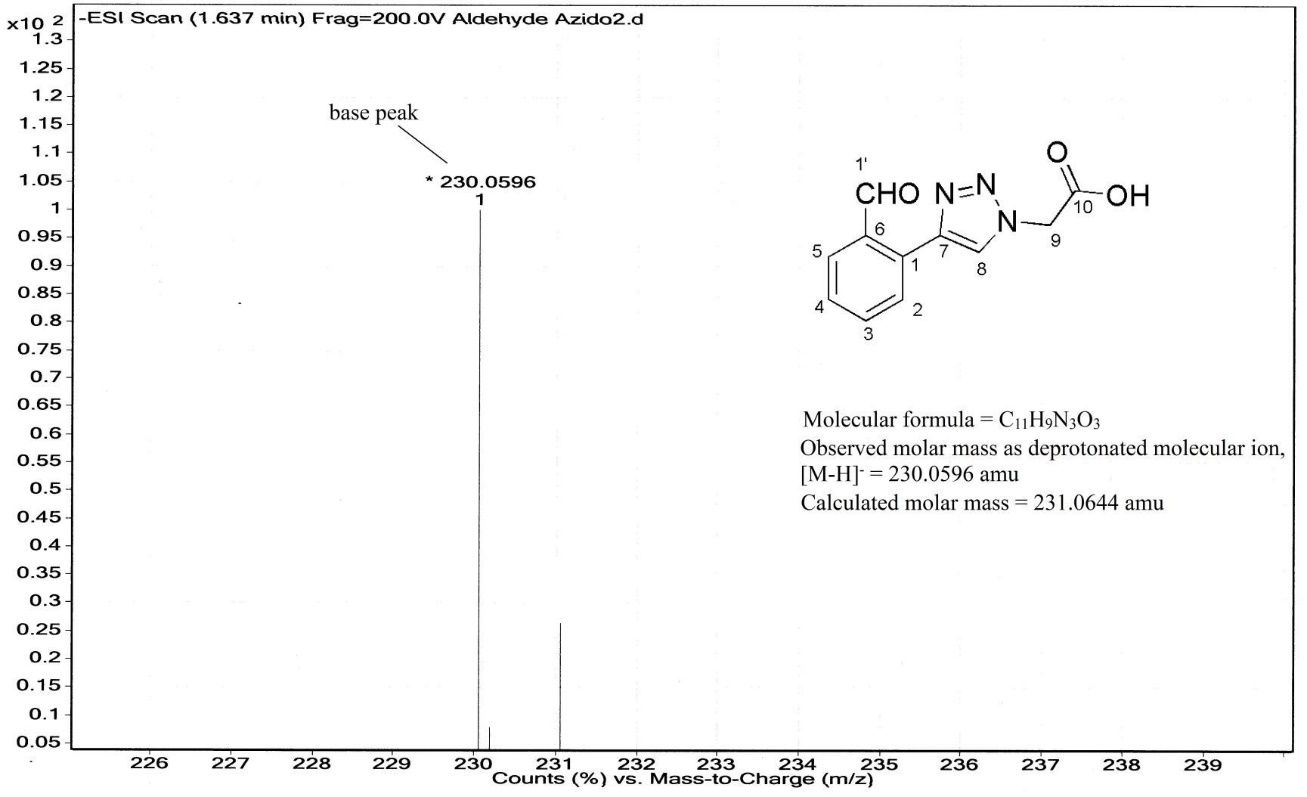 x10 2
-ESI Scan (1.637 min) Frag=200.0V Aldehyde Azido2.d
1.3
1.25
1.2
1.15
1.1
1.05
1
0.95
0.9
0.85
0.8
0.75
0.7
0.65
0.6
0.55
0.5
0.45
0.4
0.35
0.3
0.25
0.2
0.15
0.1
0.05
base peak
* 230.0596
1
1'
CHO
N=N
N
O
OH
10
9
8
7
6
5
4
3
2
1
Molecular formula = C₁₁H₉N₃O₃
Observed molar mass as deprotonated molecular ion,
[M-H]⁻ = 230.0596 amu
Calculated molar mass = 231.0644 amu
226 227 228 229 230 231 232 233 234 235 236 237 238 239
Counts (%) vs. Mass-to-Charge (m/z)